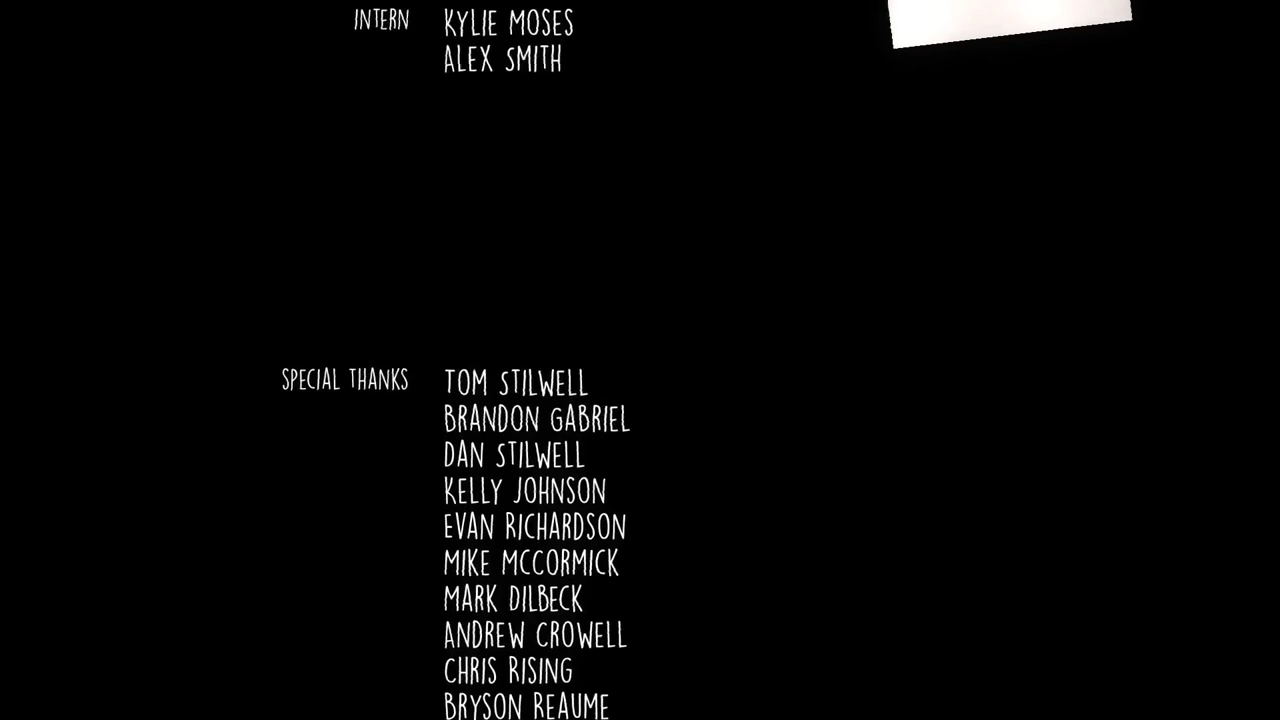 INTERN KYLIE MOSES
ALEX SMITH
SPECIAL THANKS TOM STILWELL
BRANDON GABRIEL
DAN STILWELL
KELLY JOHNSON
EVAN RICHARDSON
MIKE MCCORMICK
MARK DILBECK
ANDREW CROWELL
CHRIS RISING
BRYSON REAUME